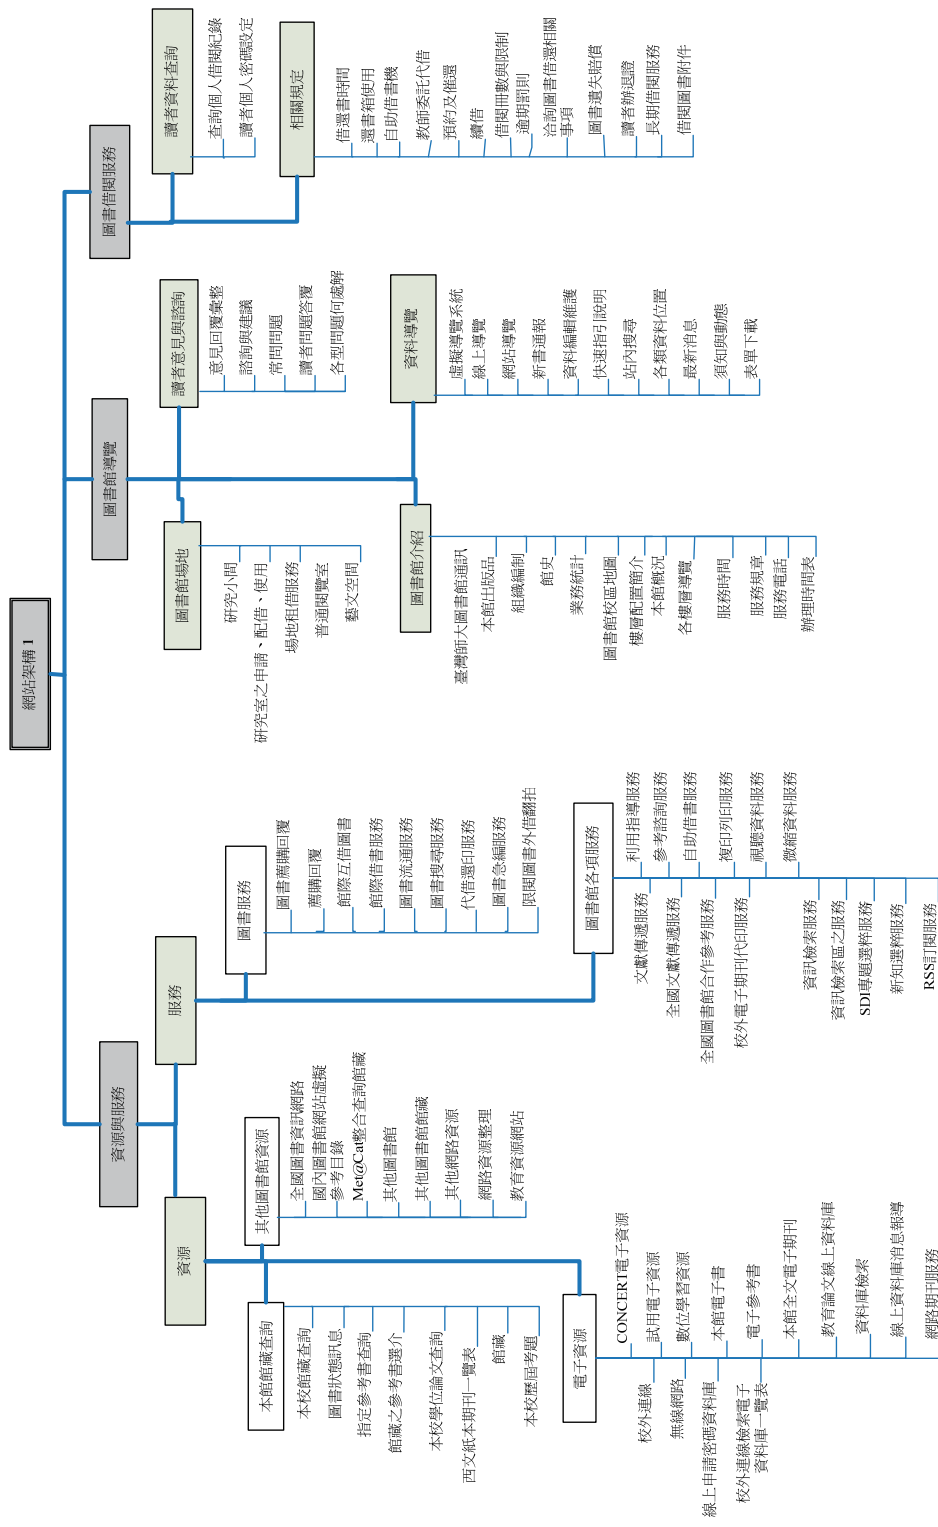 網站架構 1
資源與服務
圖書館導覽
圖書借閱服務
資源
服務
本館館藏查詢
本校館藏查詢
圖書狀態訊息
指定參考書查詢
館藏之參考書選介
本校學位論文查詢
西文紙本期刊一覽表
館藏
本校歷屆考題
其他圖書館資源
全國圖書資訊網路
國內圖書館網站虛擬
參考目錄
Met@Cat整合查詢館藏
其他圖書館
其他圖書館館藏
其他網路資源
網路資源整理
教育資源網站
電子資源
校外連線
無線網路
線上申請密碼資料庫
校外連線檢索電子
資料庫一覽表
CONCERT電子資源
試用電子資源
數位學習資源
本館電子書
電子參考書
本館全文電子期刊
教育論文線上資料庫
資料庫檢索
線上資料庫消息報導
網路期刊服務
圖書服務
圖書薦購回覆
薦購回覆
館際互借圖書
館際借書服務
圖書流通服務
圖書搜尋服務
代借還印服務
圖書急編服務
限閱圖書外借翻拍
圖書館各項服務
文獻傳遞服務
全國文獻傳遞服務
全國圖書館合作參考服務
校外電子期刊代印服務
資訊檢索服務
資訊檢索區之服務
SDI專題選粹服務
新知選粹服務
RSS訂閱服務
利用指導服務
參考諮詢服務
自助借書服務
複印列印服務
視聽資料服務
微縮資料服務
圖書館場地
研究小間
研究室之申請、配借、使用
場地租借服務
普通閱覽室
藝文空間
讀者意見與諮詢
意見回覆彙整
諮詢與建議
常問問題
讀者問題答覆
各型問題何處解
圖書館介紹
臺灣師大圖書館通訊
本館出版品
組織編制
館史
業務統計
圖書館校區地圖
樓層配置簡介
本館概況
各樓層導覽
服務時間
服務規章
服務電話
辦理時間表
資料導覽
虛擬導覽系統
線上導覽
網站導覽
新書通報
資料編輯維護
快速指引說明
站內搜尋
各類資料位置
最新消息
須知與動態
表單下載
讀者資料查詢
查詢個人借閱紀錄
讀者個人密碼設定
相關規定
借還書時間
還書箱使用
自助借書機
教師委託代借
預約及催還
續借
借閱冊數與限制
逾期罰則
洽詢圖書借還相關
事項
圖書遺失賠償
讀者辦退證
長期借閱服務
借閱圖書附件